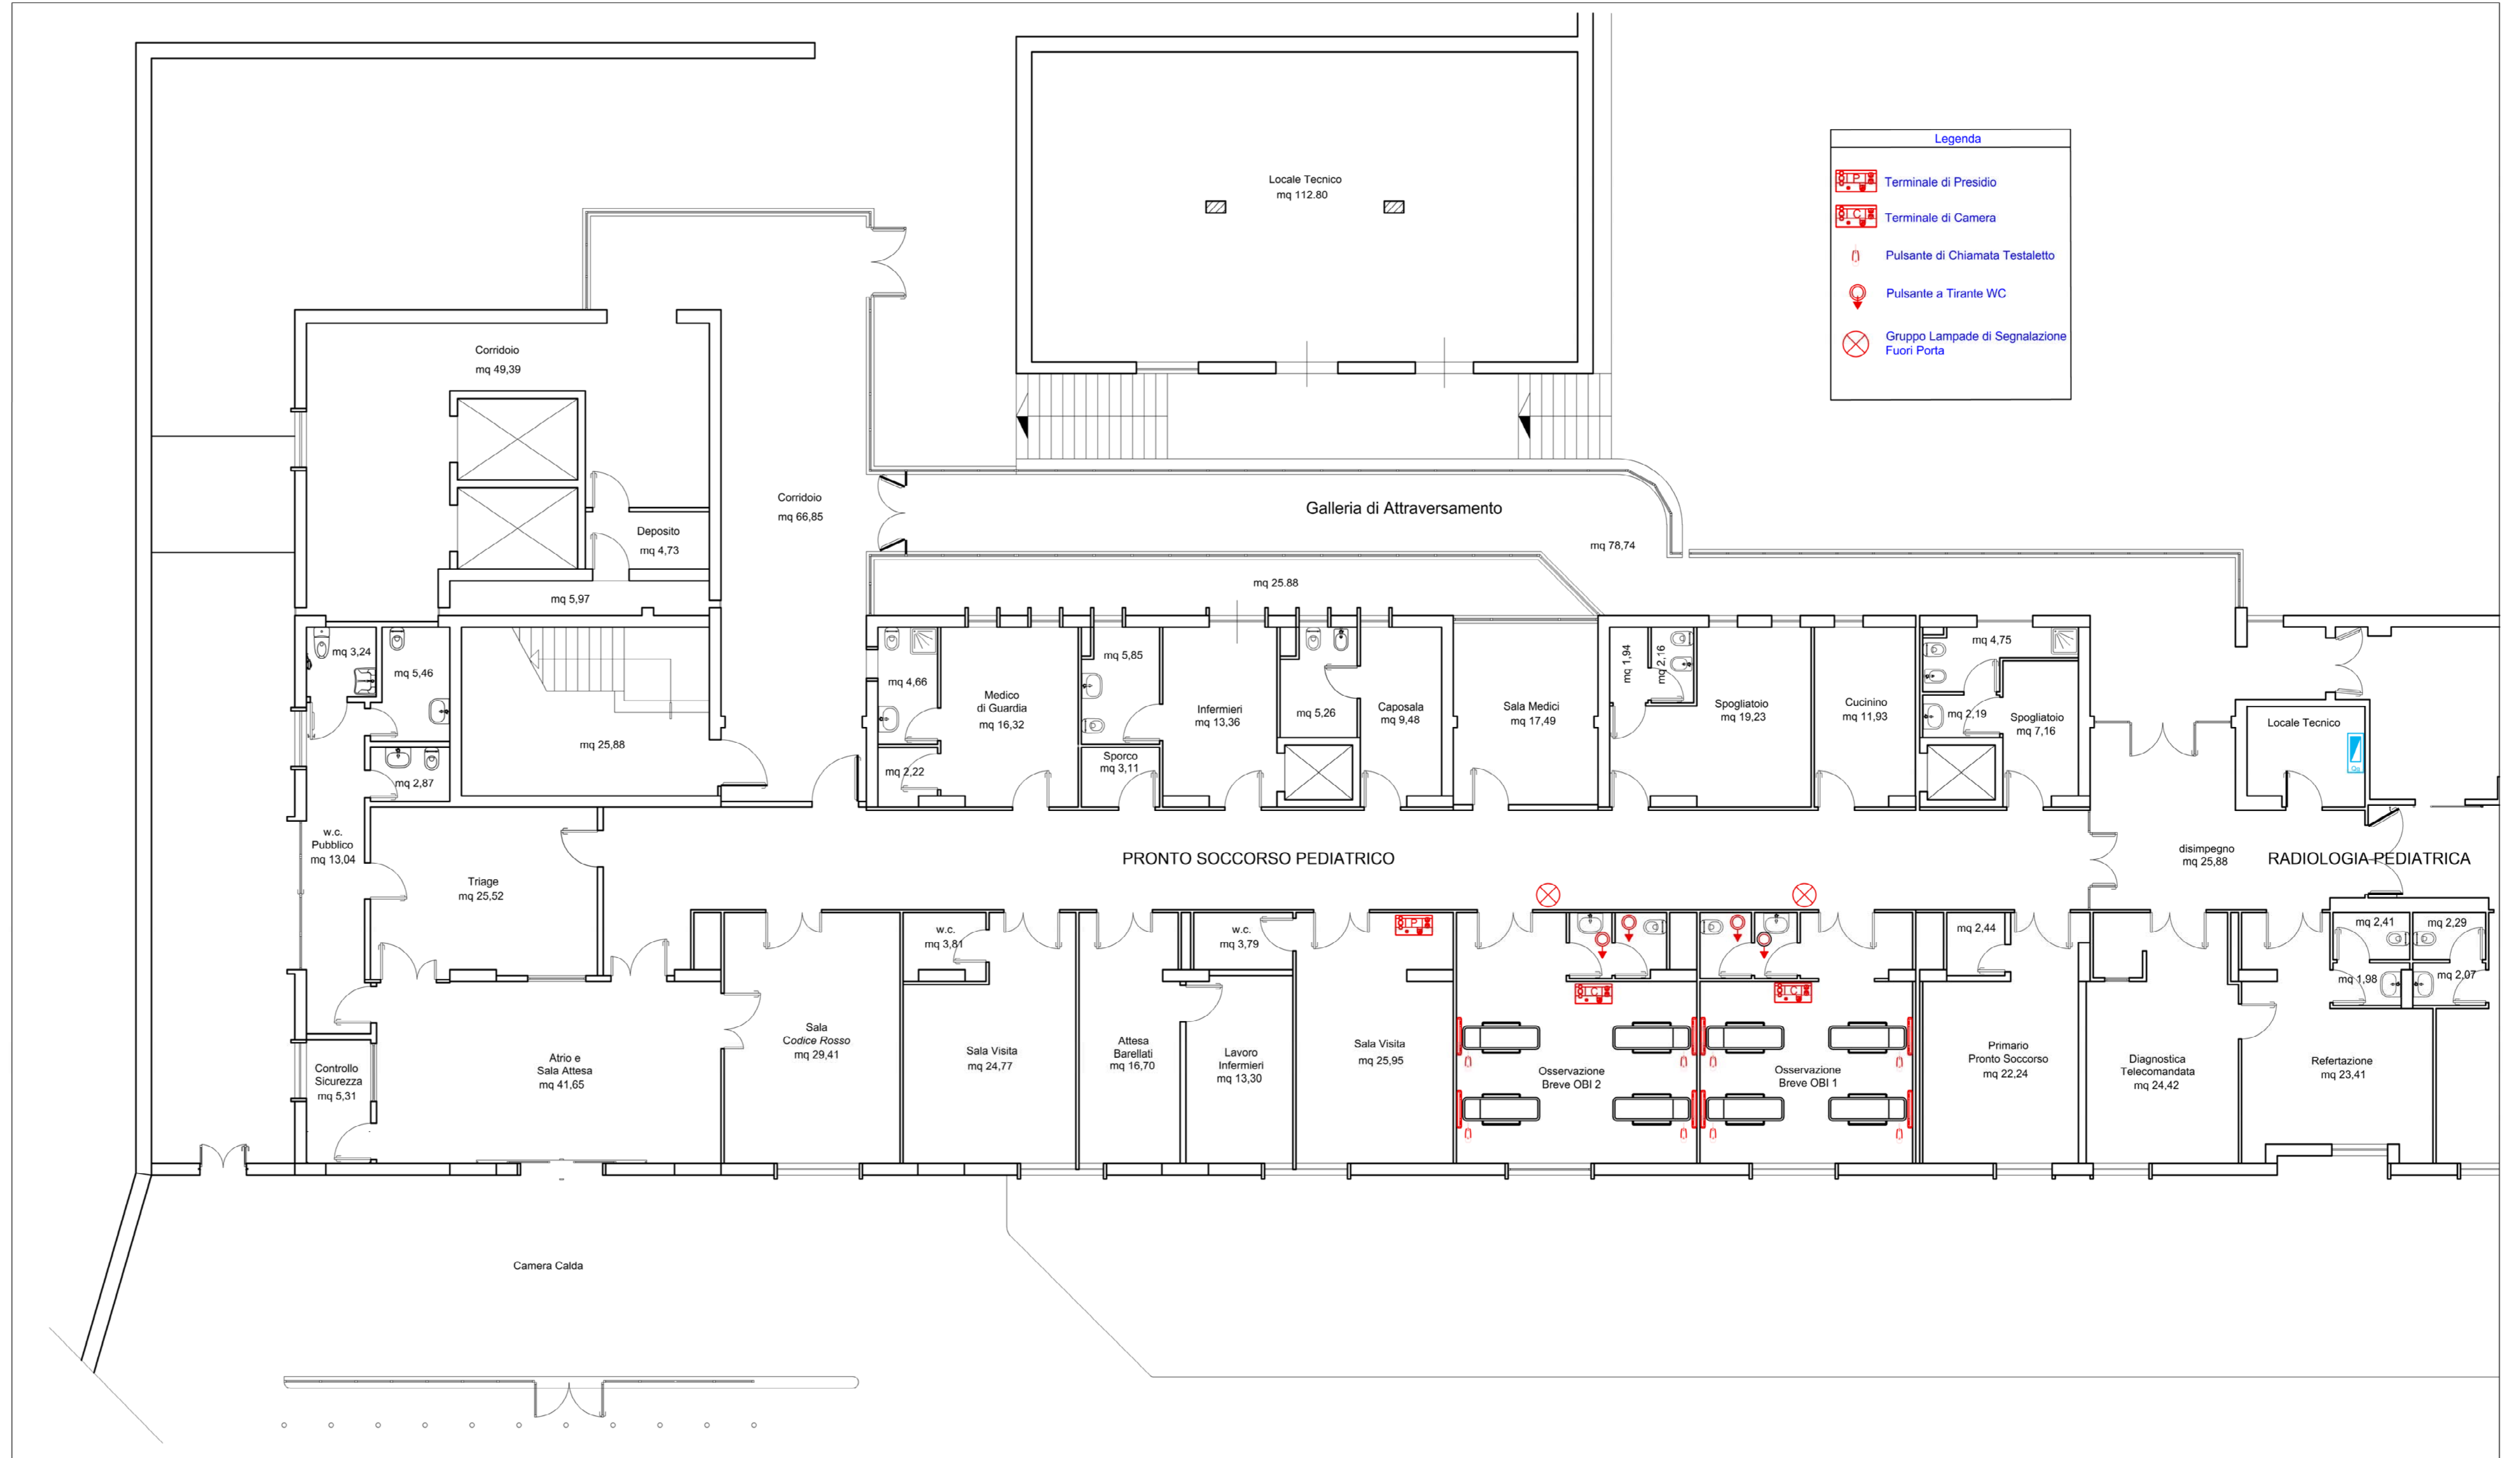 Legenda
P
Terminale di Presidio
C
Terminale di Camera
Pulsante di Chiamata Testaletto
Pulsante a Tirante WC
Gruppo Lampade di Segnalazione
Fuori Porta
Locale Tecnico
mq 112.80
Corridoio
mq 49,39
Corridoio
mq 66,85
Galleria di Attraversamento
mq 78,74
Deposito
mq 4,73
mq 25.88
mq 5,97
mq 3,24
mq 5,46
mq 25,88
mq 2,87
mq 4,66
Medico
di Guardia
mq 16,32
mq 2,22
mq 5,85
Sporco
mq 3,11
Infermieri
mq 13,36
mq 5,26
Caposala
mq 9,48
Sala Medici
mq 17,49
mq 1,94
mq 2,16
Spogliatoio
mq 19,23
Cucinino
mq 11,93
mq 4,75
mq 2,19
Spogliatoio
mq 7,16
Locale Tecnico
w.c.
Pubblico
mq 13,04
Triage
mq 25,52
PRONTO SOCCORSO PEDIATRICO
disimpegno
mq 25,88
RADIOLOGIA PEDIATRICA
w.c.
mq 3,81
w.c.
mq 3,79
P
mq 2,44
mq 2,41
mq 2,29
mq 1,98
mq 2,07
C
C
Controllo
Sicurezza
mq 5,31
Atrio e
Sala Attesa
mq 41,65
Sala
Codice Rosso
mq 29,41
Sala Visita
mq 24,77
Attesa
Barellati
mq 16,70
Lavoro
Infermieri
mq 13,30
Sala Visita
mq 25,95
Osservazione
Breve OBI 2
Osservazione
Breve OBI 1
Primario
Pronto Soccorso
mq 22,24
Diagnostica
Telecomandata
mq 24,42
Refertazione
mq 23,41
Camera Calda